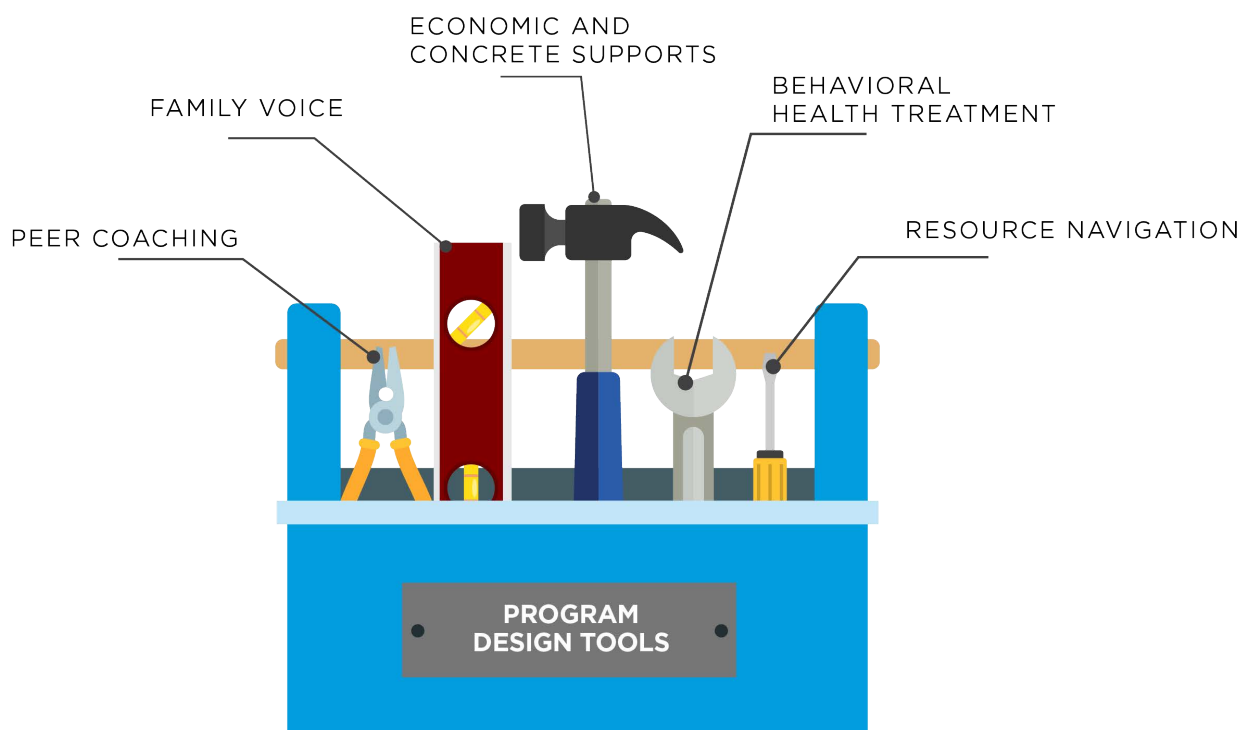 ECONOMIC AND
CONCRETE SUPPORTS
BEHAVIORAL
HEALTH TREATMENT
FAMILY VOICE
PEER COACHING
RESOURCE NAVIGATION
PROGRAM
DESIGN TOOLS